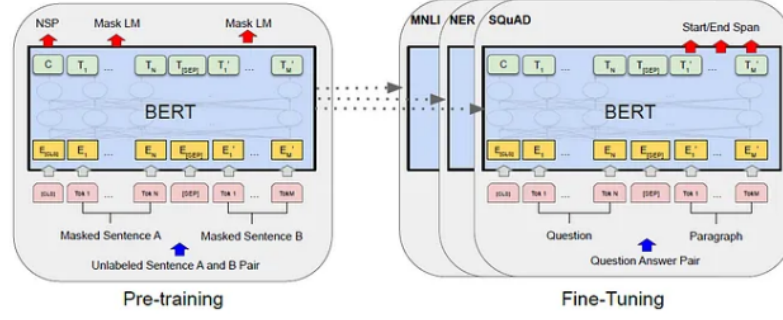 NSP Mask LM Mask LM
C T1 ... TN T[SEP] T1' ... TM'
BERT
E[CLS] E1 ... EN E[SEP] E1' ... EM'
[CLS] Tok 1 ... Tok N [SEP] Tok 1 ... TokM
Masked Sentence A Masked Sentence B
Unlabeled Sentence A and B Pair
Pre-training
MNLI NER SQuAD
Start/End Span
C T1 ... TN T[SEP] T1' ... TM'
BERT
E[CLS] E1 ... EN E[SEP] E1' ... EM'
[CLS] Tok 1 ... Tok N [SEP] Tok 1 ... TokM
Question Paragraph
Question Answer Pair
Fine-Tuning